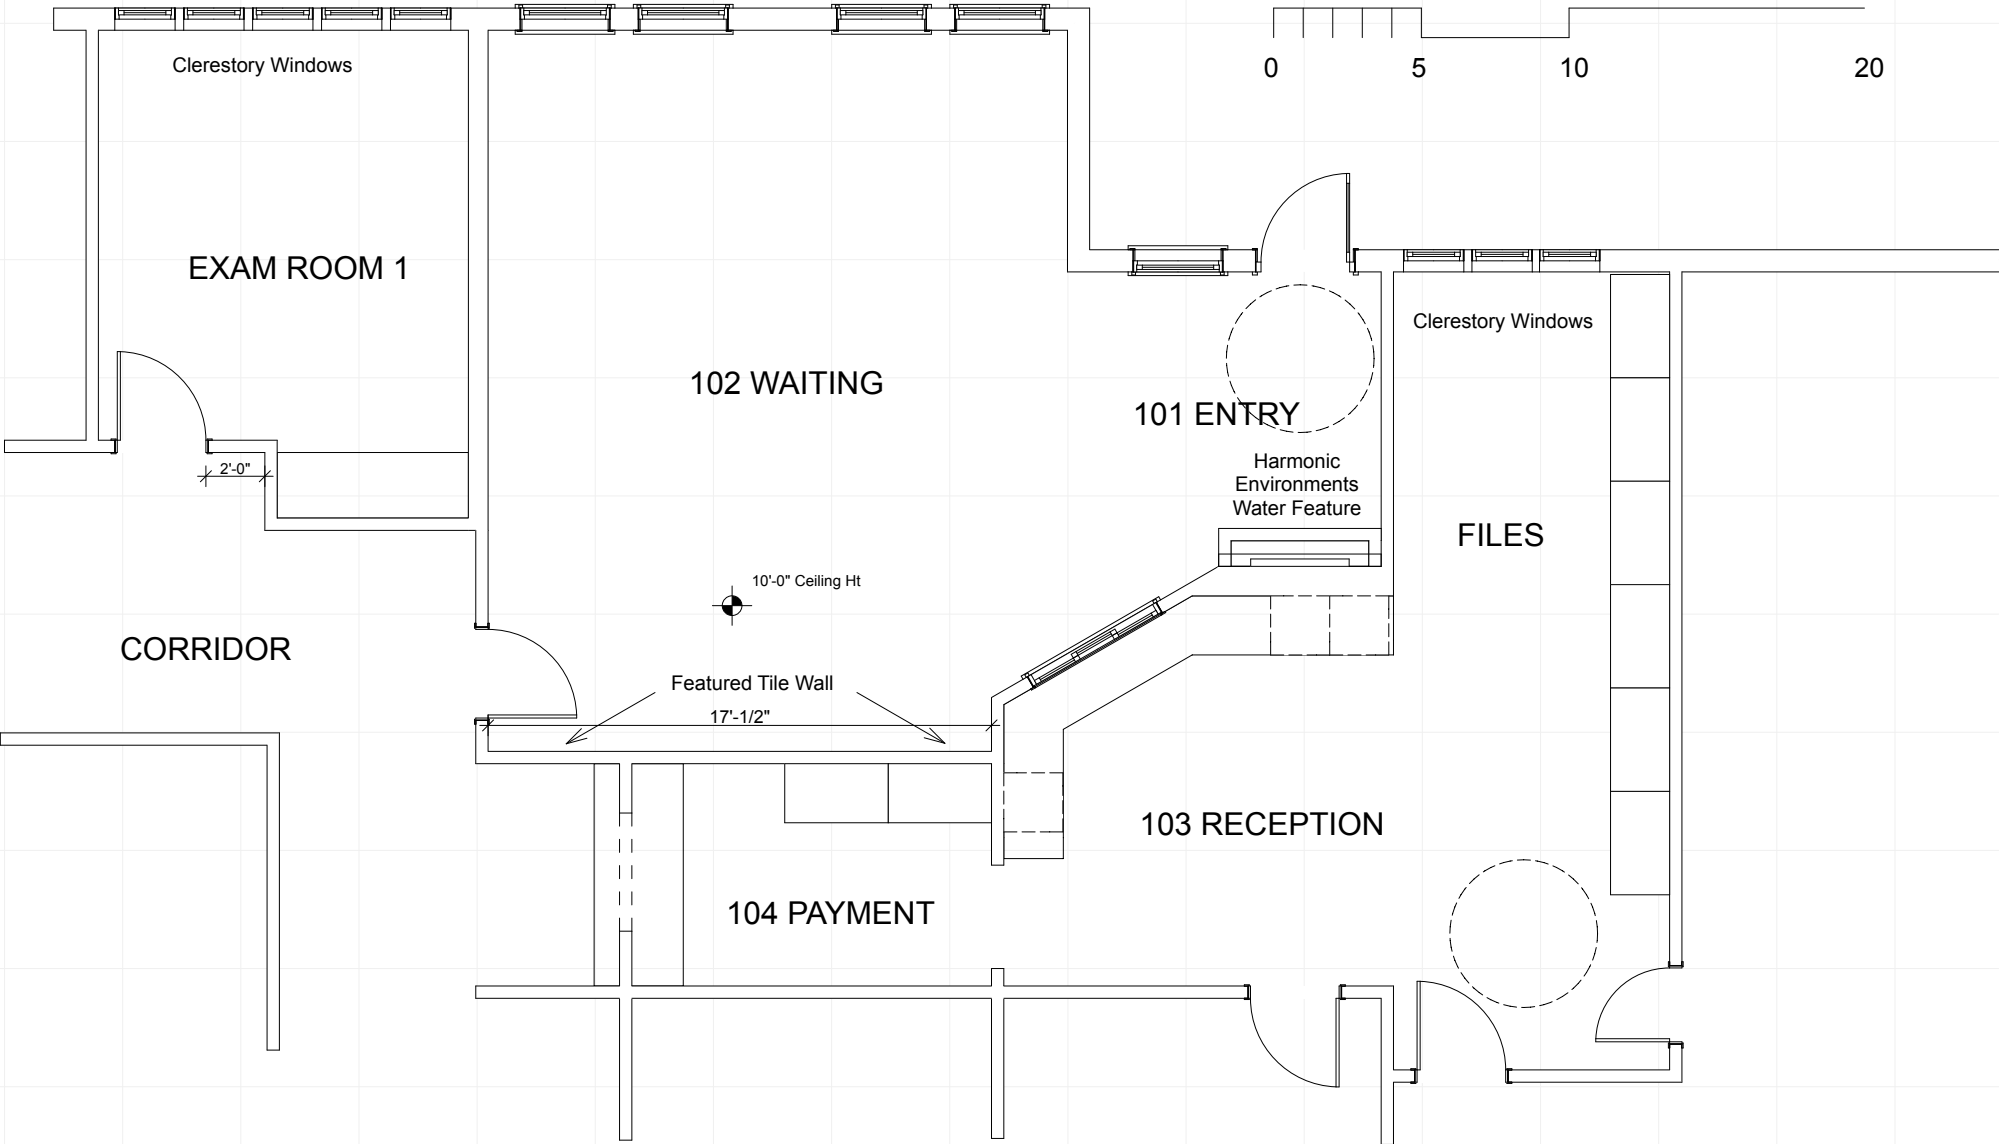 0 5 10 20
Clerestory Windows
EXAM ROOM 1
Clerestory Windows
102 WAITING
101 ENTRY
Harmonic
Environments
Water Feature
2'-0"
FILES
10'-0" Ceiling Ht
CORRIDOR
Featured Tile Wall
17'-1/2"
103 RECEPTION
104 PAYMENT